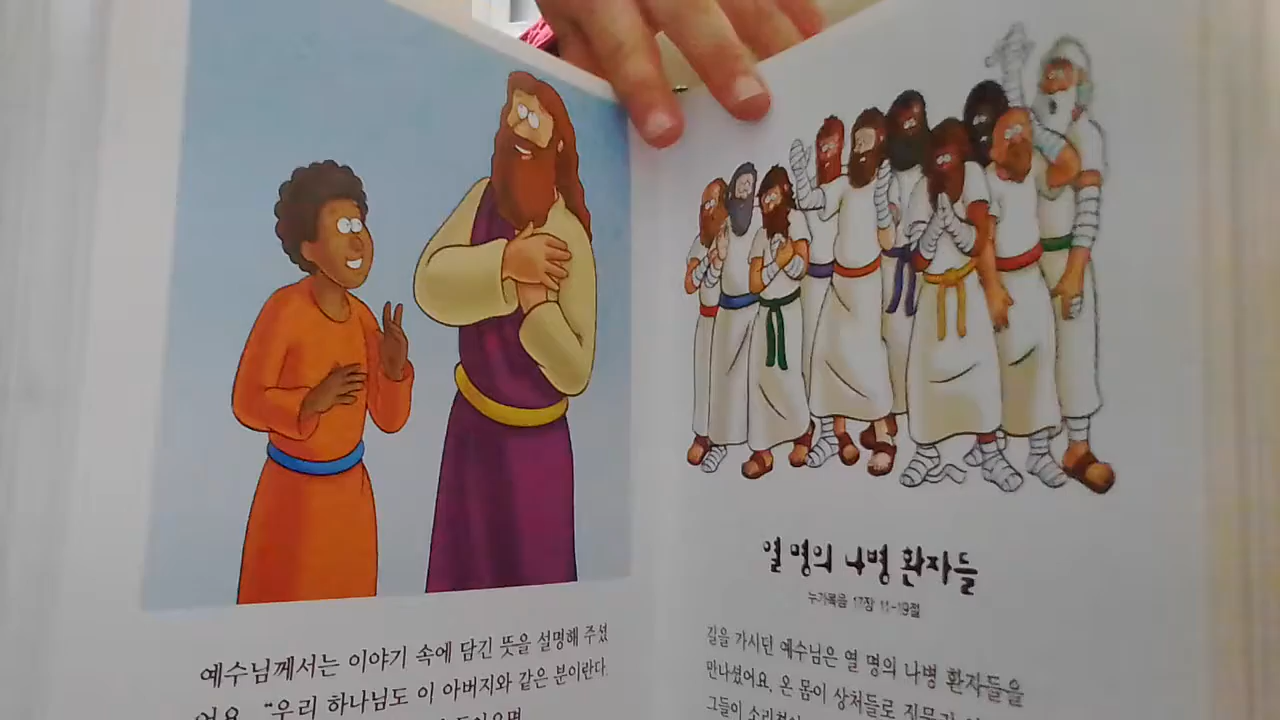 예수님께서는 이야기 속에 담긴 뜻을 설명해 주셨
어요. "우리 하나님도 이 아버지와 같은 분이란다.
열 명의 나병 환자들
누가복음 17장 11-19절
길을 가시던 예수님은 열 명의 나병 환자들을
만나셨어요. 온 몸이 상처들로
그들이